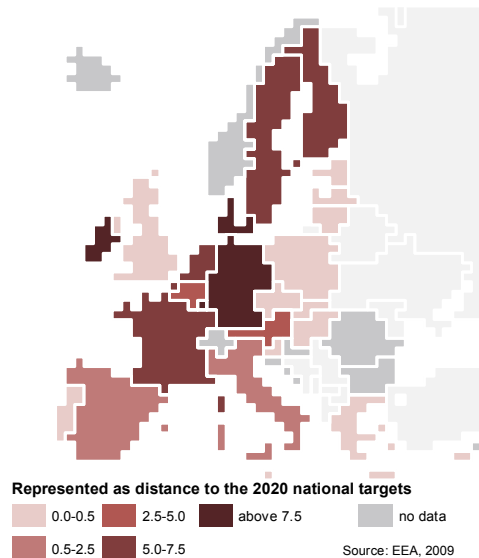 Represented as distance to the 2020 national targets
0.0-0.5 2.5-5.0 above 7.5 no data
0.5-2.5 5.0-7.5 Source: EEA, 2009